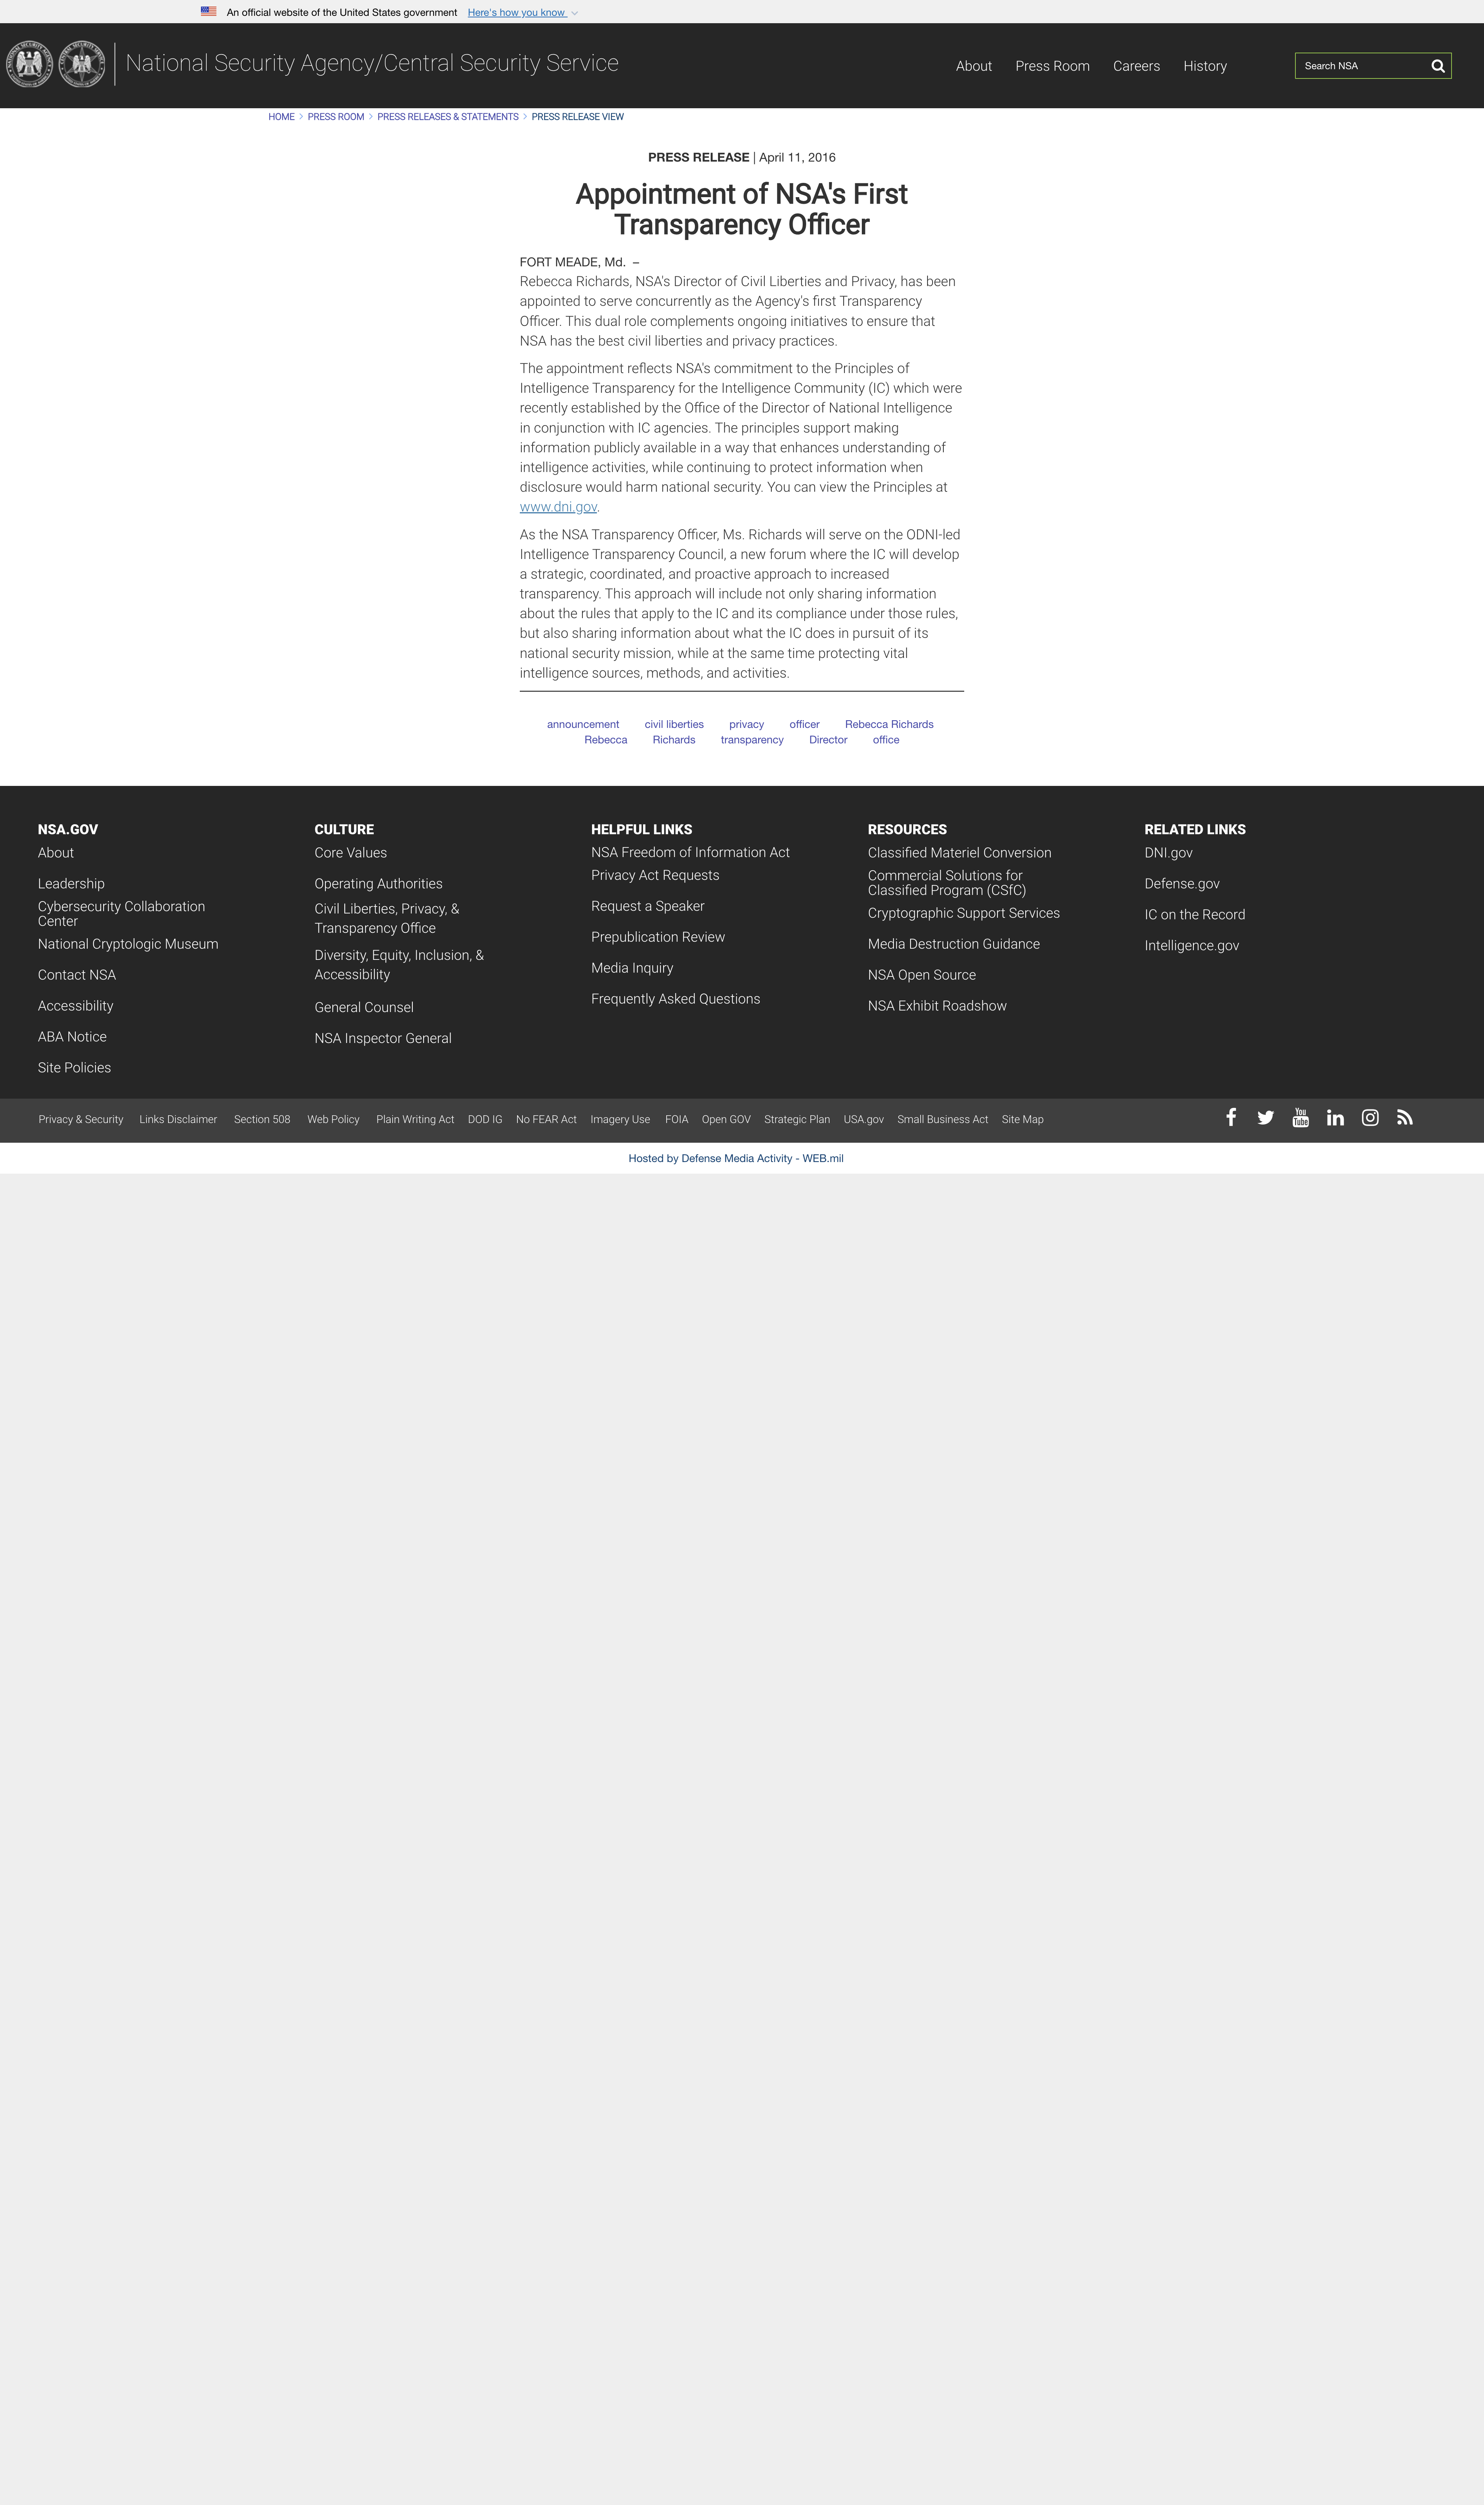 An official website of the United States government Here's how you know
National Security Agency/Central Security Service
About Press Room Careers History
Search NSA
HOME PRESS ROOM PRESS RELEASES & STATEMENTS PRESS RELEASE VIEW
PRESS RELEASE | April 11, 2016
Appointment of NSA's First
Transparency Officer
FORT MEADE, Md. –
Rebecca Richards, NSA's Director of Civil Liberties and Privacy, has been
appointed to serve concurrently as the Agency's first Transparency
Officer. This dual role complements ongoing initiatives to ensure that
NSA has the best civil liberties and privacy practices.
The appointment reflects NSA's commitment to the Principles of
Intelligence Transparency for the Intelligence Community (IC) which were
recently established by the Office of the Director of National Intelligence
in conjunction with IC agencies. The principles support making
information publicly available in a way that enhances understanding of
intelligence activities, while continuing to protect information when
disclosure would harm national security. You can view the Principles at
www.dni.gov.
As the NSA Transparency Officer, Ms. Richards will serve on the ODNI-led
Intelligence Transparency Council, a new forum where the IC will develop
a strategic, coordinated, and proactive approach to increased
transparency. This approach will include not only sharing information
about the rules that apply to the IC and its compliance under those rules,
but also sharing information about what the IC does in pursuit of its
national security mission, while at the same time protecting vital
intelligence sources, methods, and activities.
announcement civil liberties privacy officer Rebecca Richards
Rebecca Richards transparency Director office
NSA.GOV
About
Leadership
Cybersecurity Collaboration
Center
National Cryptologic Museum
Contact NSA
Accessibility
ABA Notice
Site Policies
CULTURE
Core Values
Operating Authorities
Civil Liberties, Privacy, &
Transparency Office
Diversity, Equity, Inclusion, &
Accessibility
General Counsel
NSA Inspector General
HELPFUL LINKS
NSA Freedom of Information Act
Privacy Act Requests
Request a Speaker
Prepublication Review
Media Inquiry
Frequently Asked Questions
RESOURCES
Classified Materiel Conversion
Commercial Solutions for
Classified Program (CSfC)
Cryptographic Support Services
Media Destruction Guidance
NSA Open Source
NSA Exhibit Roadshow
RELATED LINKS
DNI.gov
Defense.gov
IC on the Record
Intelligence.gov
Privacy & Security Links Disclaimer Section 508 Web Policy Plain Writing Act DOD IG No FEAR Act Imagery Use FOIA Open GOV Strategic Plan USA.gov Small Business Act Site Map
You
Tube
Hosted by Defense Media Activity - WEB.mil